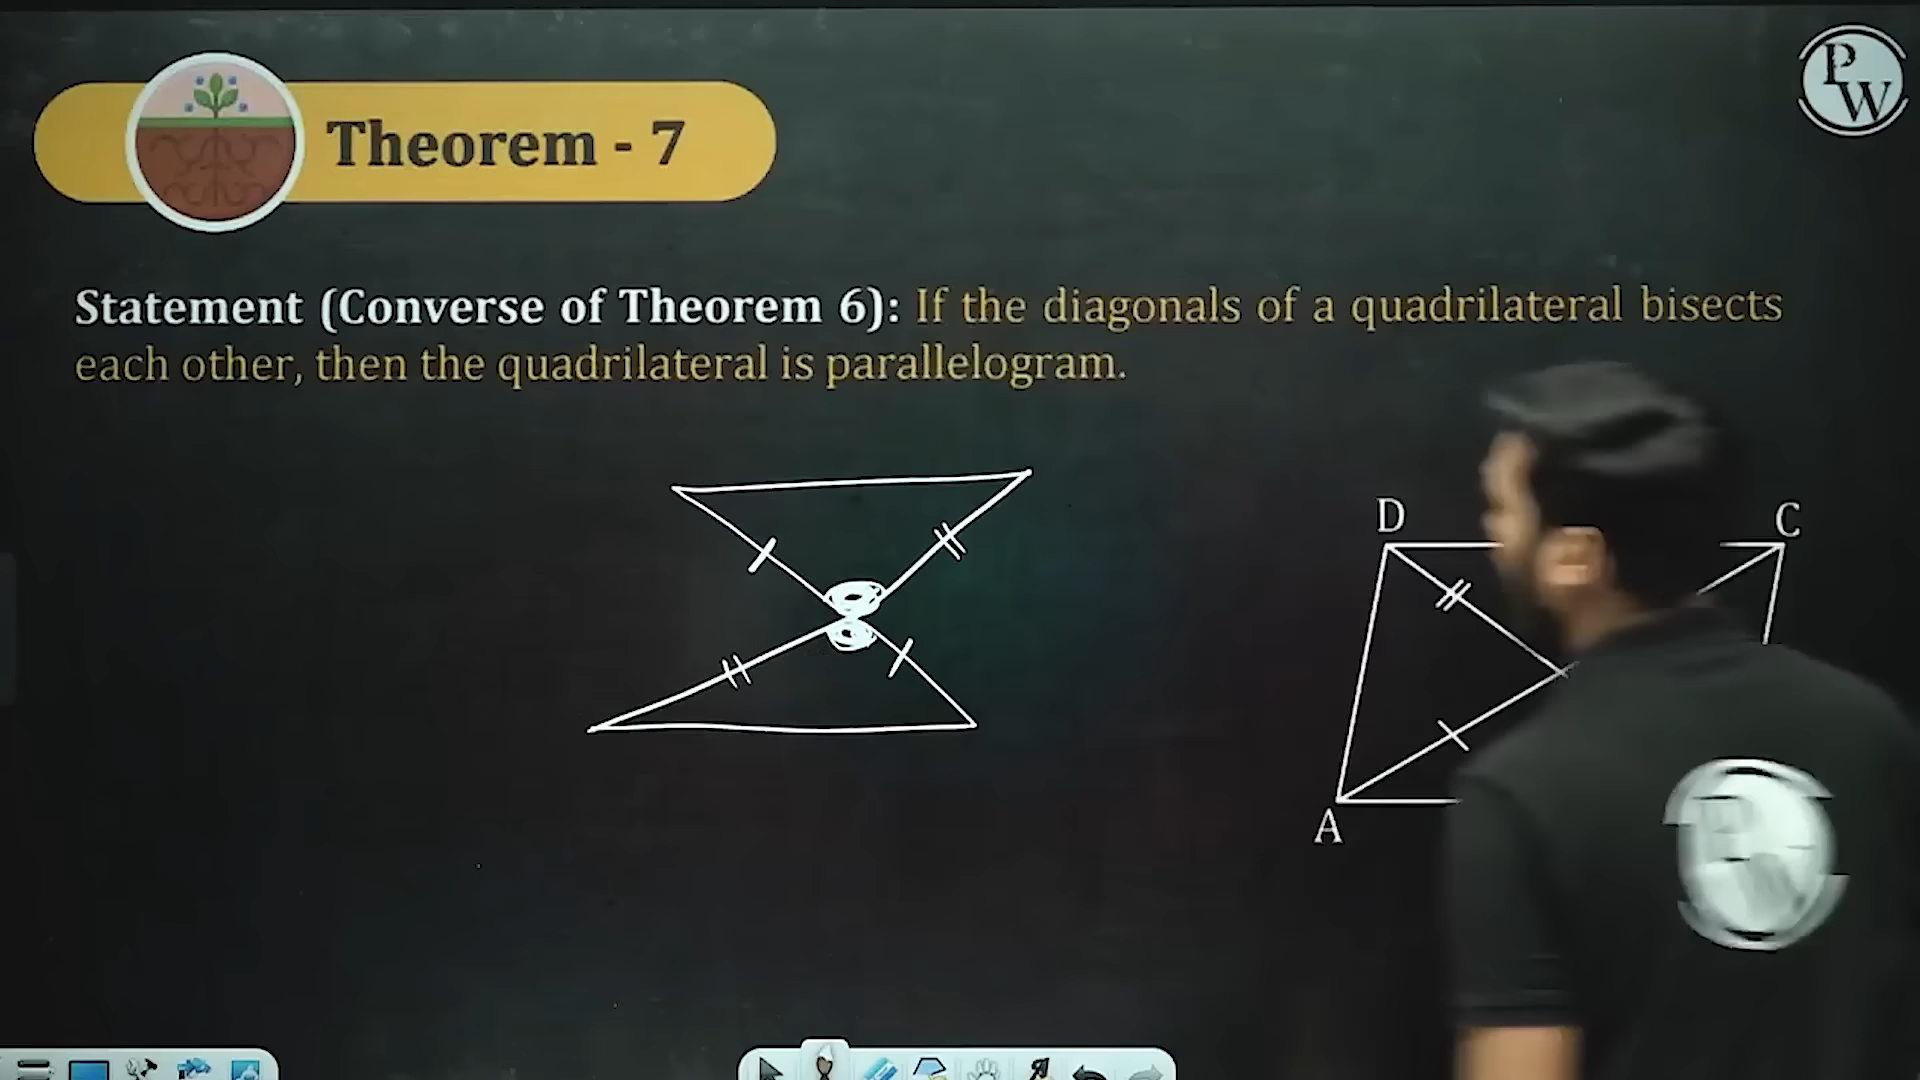 P
W
Theorem - 7
Statement (Converse of Theorem 6): If the diagonals of a quadrilateral bisects
each other, then the quadrilateral is parallelogram.
D
C
A